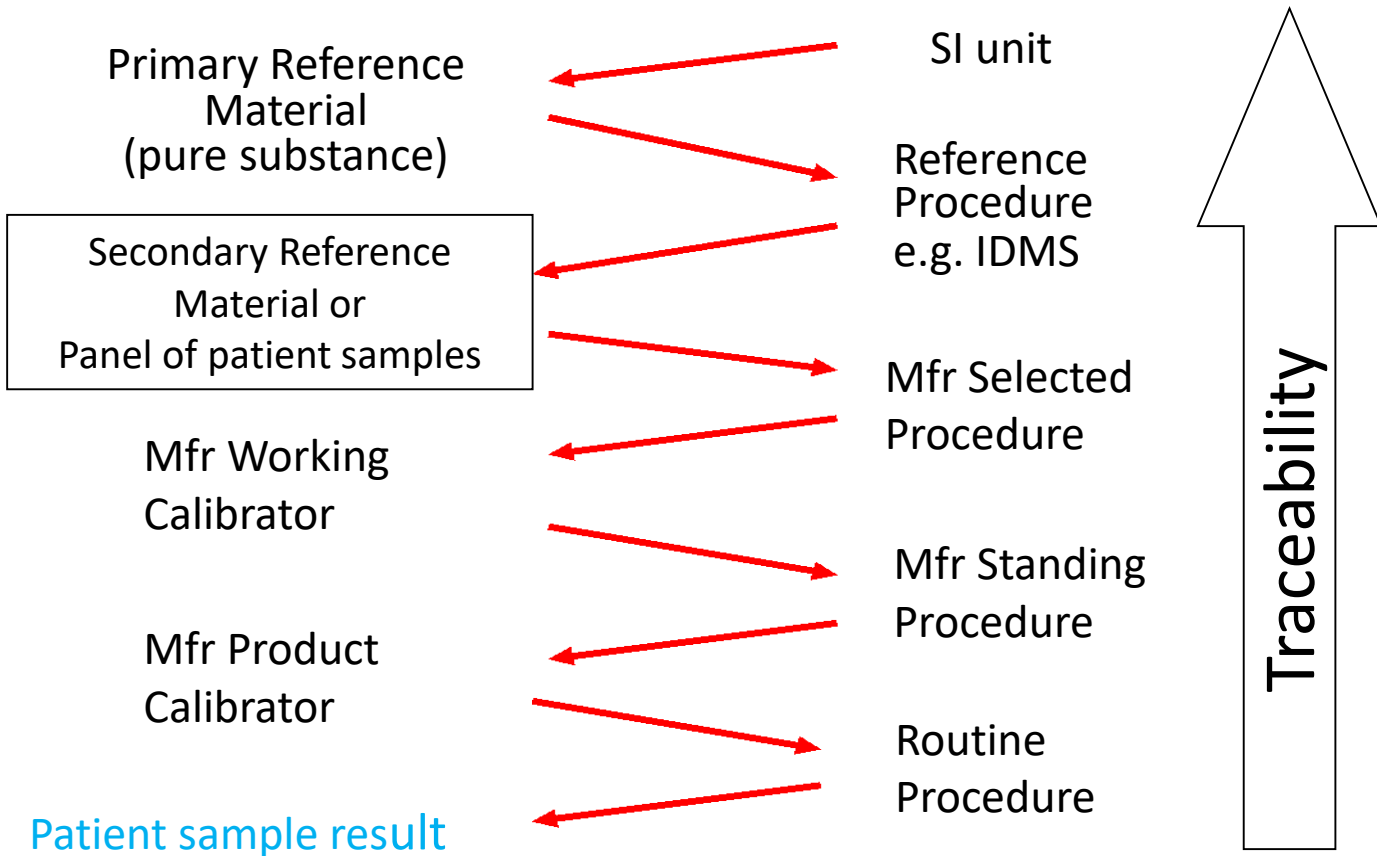 SI unit
Primary Reference
Material
(pure substance)
Reference
Procedure
e.g. IDMS
Secondary Reference
Material or
Panel of patient samples
Mfr Selected
Procedure
Mfr Working
Calibrator
Mfr Standing
Procedure
Mfr Product
Calibrator
Routine
Procedure
Patient sample result
Traceability